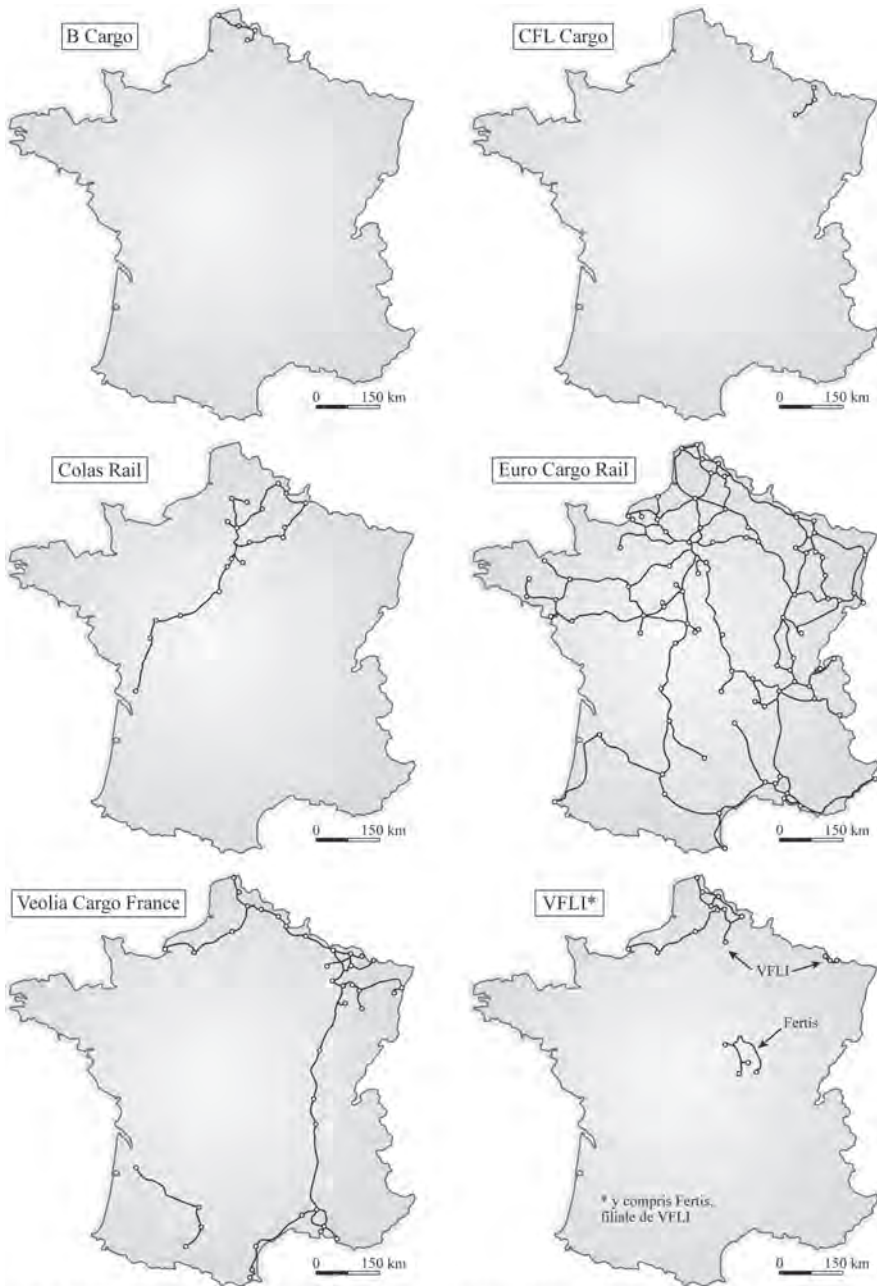 B Cargo
CFL Cargo
0 150 km
0 150 km
Colas Rail
Euro Cargo Rail
0 150 km
0 150 km
Veolia Cargo France
VFLI*
VFLI
Fertis
* y compris Fertis,
filiale de VFLI
0 150 km
0 150 km